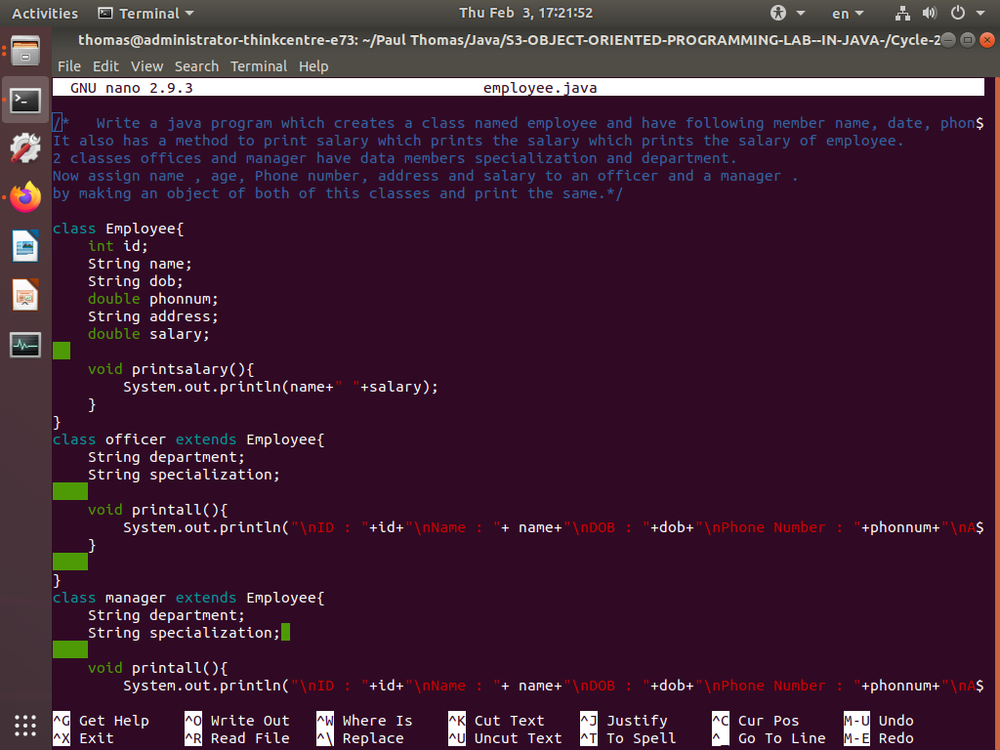 Activities Terminal Thu Feb 3, 17:21:52 en
thomas@administrator-thinkcentre-e73: ~/Paul Thomas/Java/S3-OBJECT-ORIENTED-PROGRAMMING-LAB--IN-JAVA-/Cycle-2
File Edit View Search Terminal Help
GNU nano 2.9.3 employee.java
/*   Write a java program which creates a class named employee and have following member name, date, phon$
It also has a method to print salary which prints the salary which prints the salary of employee.
2 classes offices and manager have data members specialization and department.
Now assign name , age, Phone number, address and salary to an officer and a manager .
by making an object of both of this classes and print the same.*/
class Employee{
    int id;
    String name;
    String dob;
    double phonnum;
    String address;
    double salary;
    void printsalary(){
        System.out.println(name+" "+salary);
    }
}
class officer extends Employee{
    String department;
    String specialization;
    void printall(){
        System.out.println("\nID : "+id+"\nName : "+ name+"\nDOB : "+dob+"\nPhone Number : "+phonnum+"\nA$
    }
}
class manager extends Employee{
    String department;
    String specialization;
    void printall(){
        System.out.println("\nID : "+id+"\nName : "+ name+"\nDOB : "+dob+"\nPhone Number : "+phonnum+"\nA$
^G Get Help ^O Write Out ^W Where Is ^K Cut Text ^J Justify ^C Cur Pos M-U Undo
^X Exit ^R Read File ^\ Replace ^U Uncut Text ^T To Spell ^_ Go To Line M-E Redo